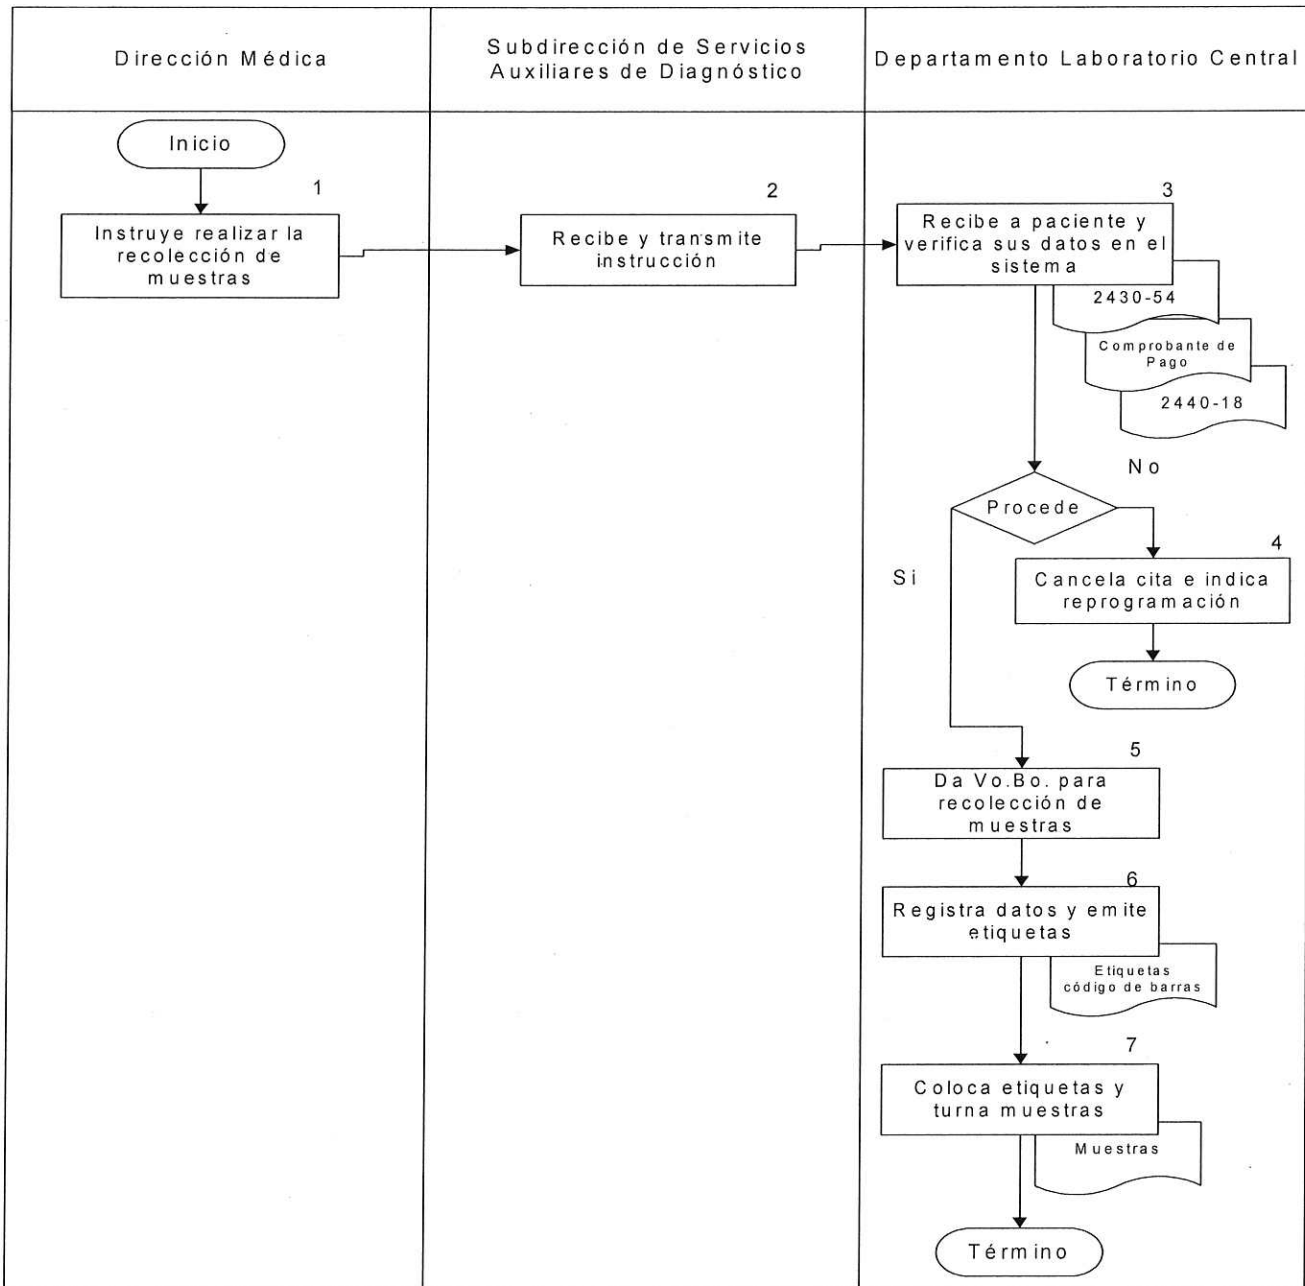 Dirección Médica
Subdirección de Servicios
Auxiliares de Diagnóstico
Departamento Laboratorio Central
Inicio
1
Instruye realizar la
recolección de
muestras
2
Recibe y transmite
instrucción
3
Recibe a paciente y
verifica sus datos en el
sistema
2430-54
Comprobante de
Pago
2440-18
No
Procede
4
Si
Cancela cita e indica
reprogramación
Término
5
Da Vo.Bo. para
recolección de
muestras
6
Registra datos y emite
etiquetas
Etiquetas
código de barras
7
Coloca etiquetas y
turna muestras
Muestras
Término